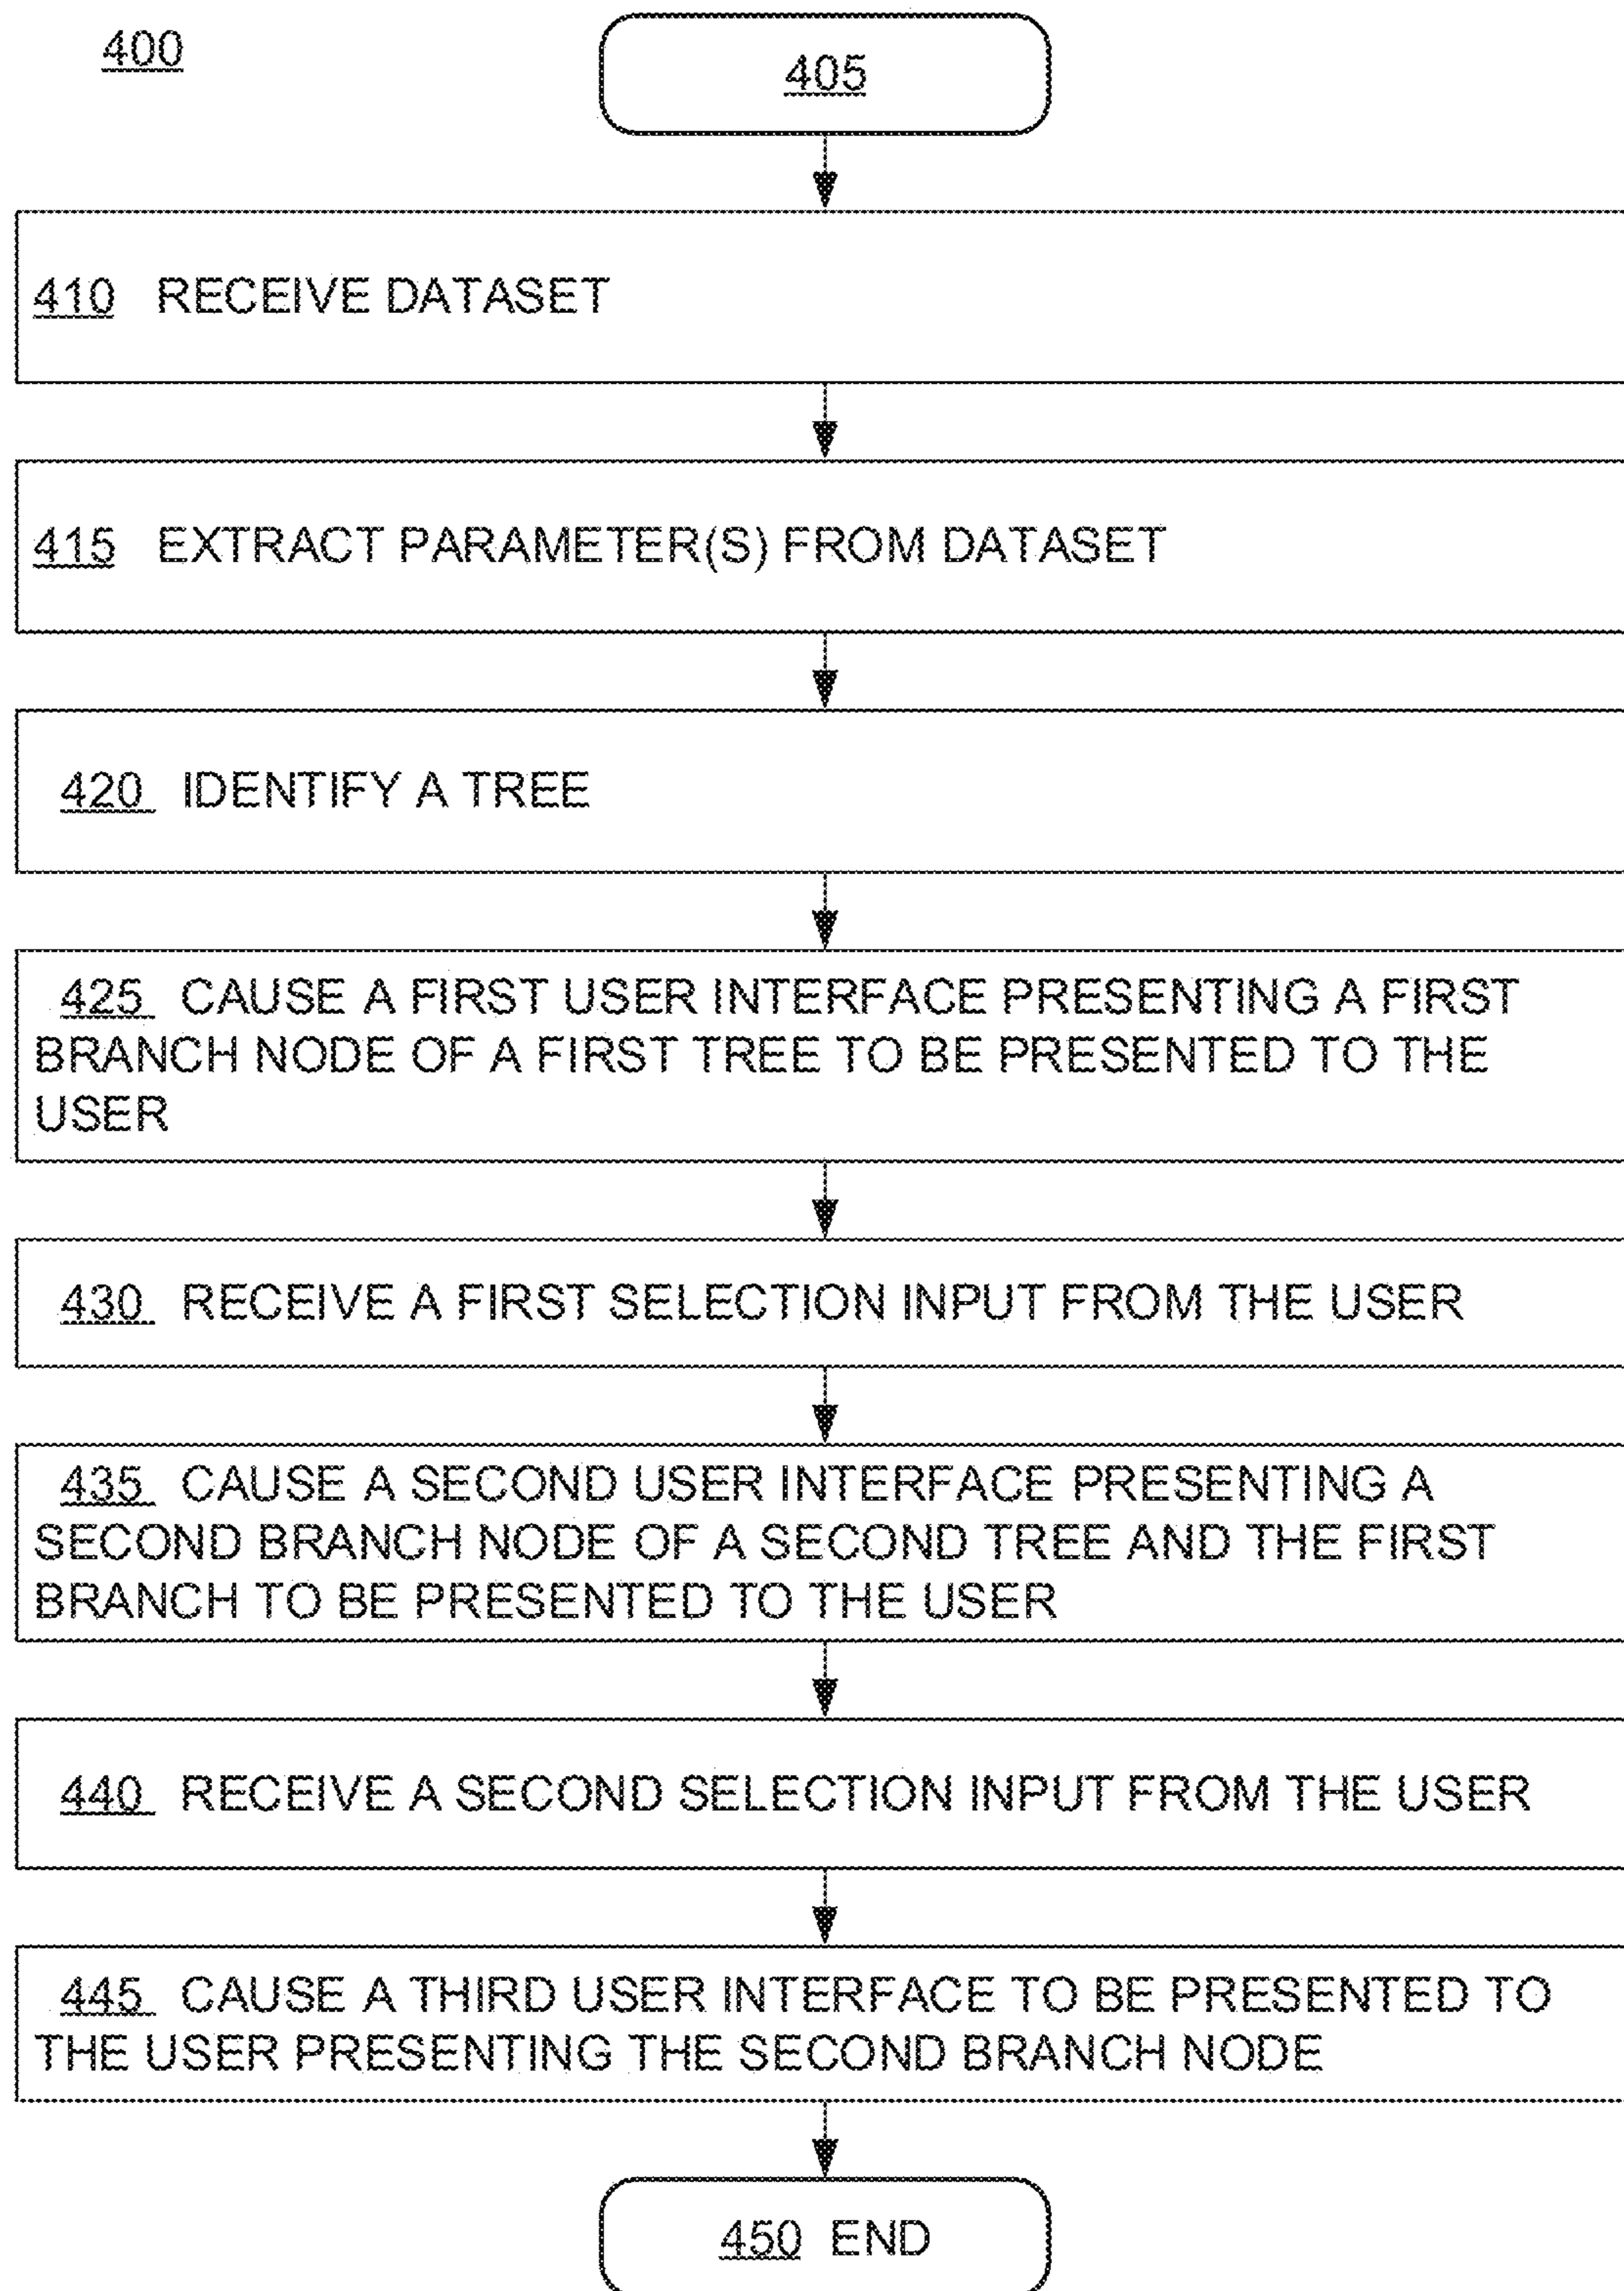 400
405
410 RECEIVE DATASET
415 EXTRACT PARAMETER(S) FROM DATASET
420 IDENTIFY A TREE
425 CAUSE A FIRST USER INTERFACE PRESENTING A FIRST
BRANCH NODE OF A FIRST TREE TO BE PRESENTED TO THE
USER
430 RECEIVE A FIRST SELECTION INPUT FROM THE USER
435 CAUSE A SECOND USER INTERFACE PRESENTING A
SECOND BRANCH NODE OF A SECOND TREE AND THE FIRST
BRANCH TO BE PRESENTED TO THE USER
440 RECEIVE A SECOND SELECTION INPUT FROM THE USER
445 CAUSE A THIRD USER INTERFACE TO BE PRESENTED TO
THE USER PRESENTING THE SECOND BRANCH NODE
450 END